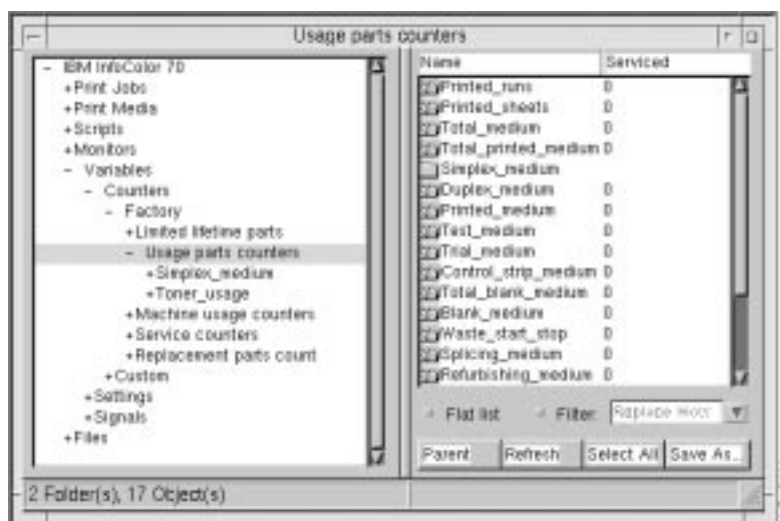 Usage parts counters
- IBM InfoColor 70
+Print Jobs
+Print Media
+Scripts
+Monitors
- Variables
- Counters
- Factory
+Limited lifetime parts
- Usage parts counters
+Simplex_medium
+Toner_usage
+Machine usage counters
+Service counters
+Replacement parts count
+Custom
+Settings
+Signals
+Files
Name Serviced
Printed_runs 0
Printed_sheets 0
Total_medium 0
Total_printed_medium 0
Simplex_medium
Duplex_medium 0
Printed_medium 0
Test_medium 0
Trial_medium 0
Control_strip_medium 0
Total_blank_medium 0
Blank_medium 0
Waste_start_stop 0
Splicing_medium 0
Refurbishing_medium 0
Flat list Filter: Replace
Parent Refresh Select All Save As...
2 Folder(s), 17 Object(s)